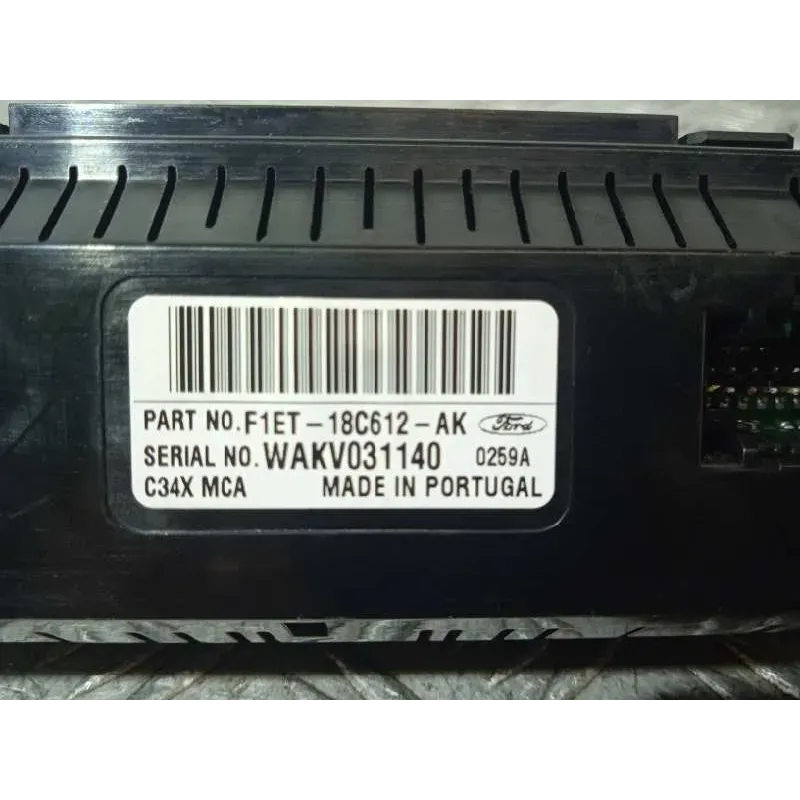 PART NO. F1ET-18C612-AK Ford
SERIAL NO. WAKV031140 0259A
C34X MCA MADE IN PORTUGAL